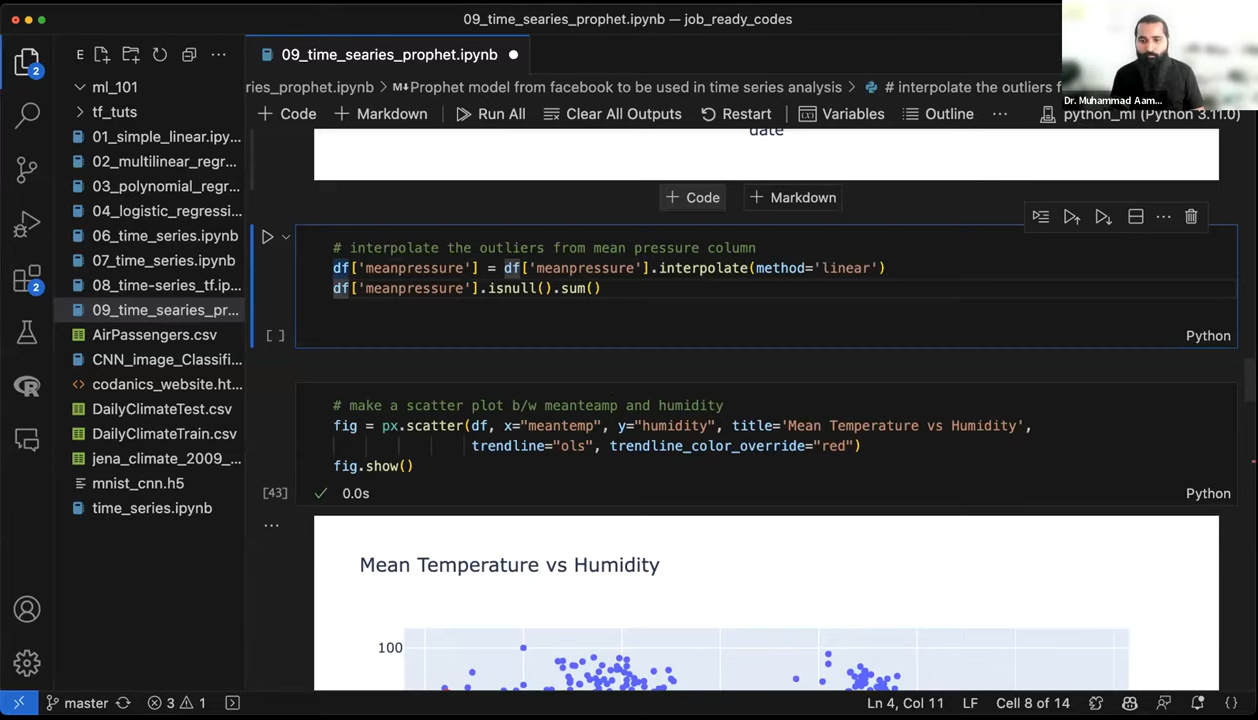 09_time_searies_prophet.ipynb — job_ready_codes
E
09_time_searies_prophet.ipynb
2
ml_101
tf_tuts
01_simple_linear.ipy...
02_multilinear_regr...
03_polynomial_regr...
04_logistic_regressi...
06_time_series.ipynb
07_time_series.ipynb
08_time-series_tf.ip...
09_time_searies_pr...
AirPassengers.csv
CNN_image_Classifi...
codanics_website.ht...
DailyClimateTest.csv
DailyClimateTrain.csv
jena_climate_2009_...
mnist_cnn.h5
time_series.ipynb
2
ries_prophet.ipynb > Prophet model from facebook to be used in time series analysis > # interpolate the outliers f
Code
Markdown
Run All
Clear All Outputs
Restart
Variables
Outline
...
python_ml (Python 3.11.0)
Dr. Muhammad Aam...
date
Code
Markdown
# interpolate the outliers from mean pressure column
df['meanpressure'] = df['meanpressure'].interpolate(method='linear')
df['meanpressure'].isnull().sum()
[ ]
Python
# make a scatter plot b/w meanteamp and humidity
fig = px.scatter(df, x="meantemp", y="humidity", title='Mean Temperature vs Humidity',
trendline="ols", trendline_color_override="red")
fig.show()
[43]
0.0s
Python
...
Mean Temperature vs Humidity
100
master
3
1
Ln 4, Col 11
LF
Cell 8 of 14